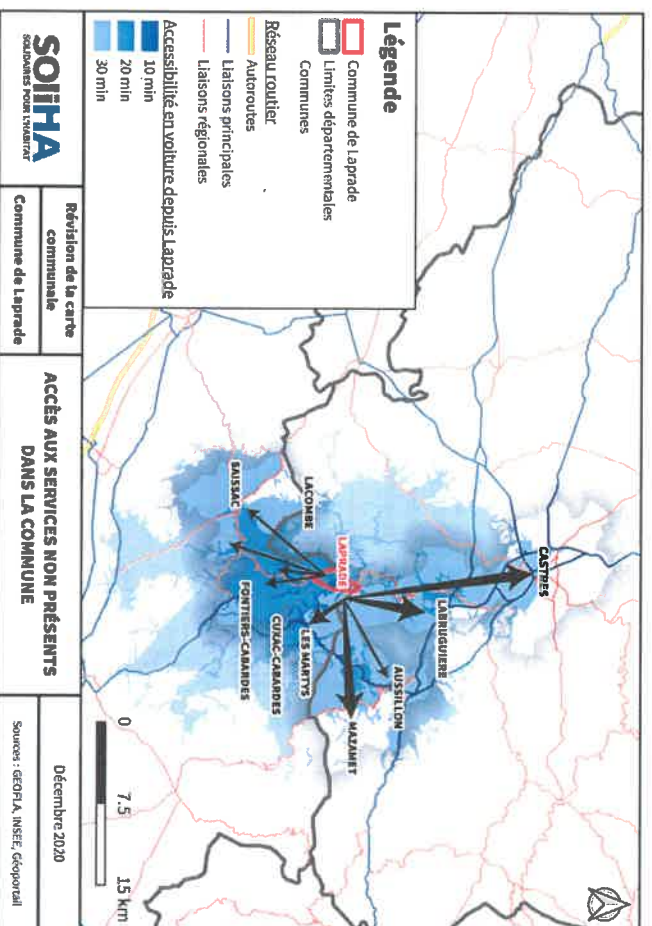 Légende
Commune de Laprade
Limites départementales
Communes
Réseau routier
Autoroutes
Liaisons principales
Liaisons régionales
Accessibilité en voiture depuis Laprade
10 min
20 min
30 min
CASTRES
LABRUGUIERE
AUSSILLON
MAZAMET
LAPRADE
LES MARTYS
CUXAC-CABARDES
FONTIERS-CABARDES
LACOMBE
SAISSAC
0 7.5 15 km
SOliHA
SOLIDAIRES POUR L'HABITAT
Révision de la carte
communale
Commune de Laprade
ACCÈS AUX SERVICES NON PRÉSENTS
DANS LA COMMUNE
Décembre 2020
Sources : GEOFLA, INSEE, Géoportail